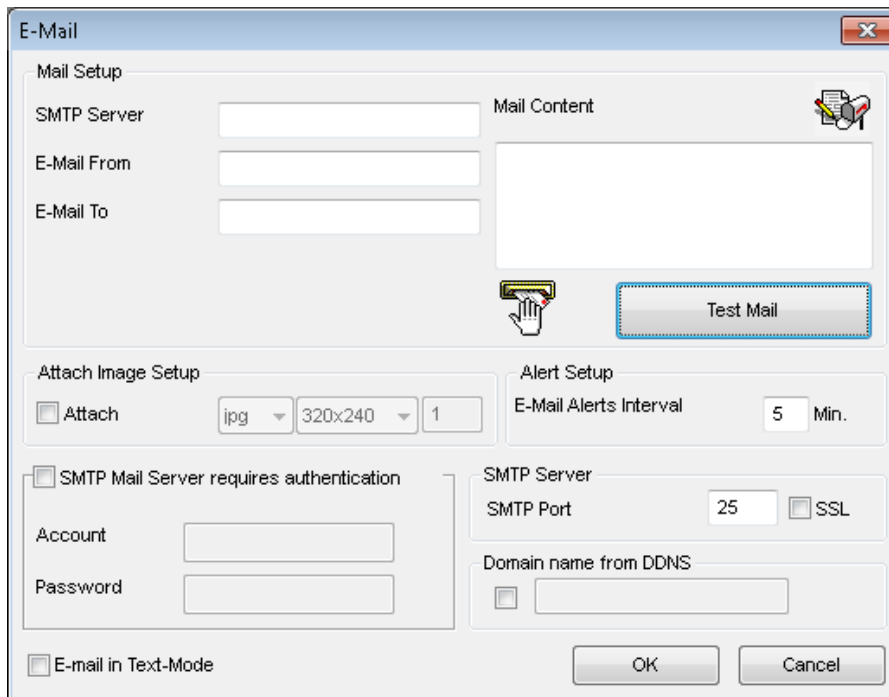 E-Mail
Mail Setup
SMTP Server
Mail Content
E-Mail From
E-Mail To
Test Mail
Attach Image Setup
Attach
jpg
320x240
1
Alert Setup
E-Mail Alerts Interval
5
Min.
SMTP Mail Server requires authentication
Account
Password
SMTP Server
SMTP Port
25
SSL
Domain name from DDNS
E-mail in Text-Mode
OK
Cancel